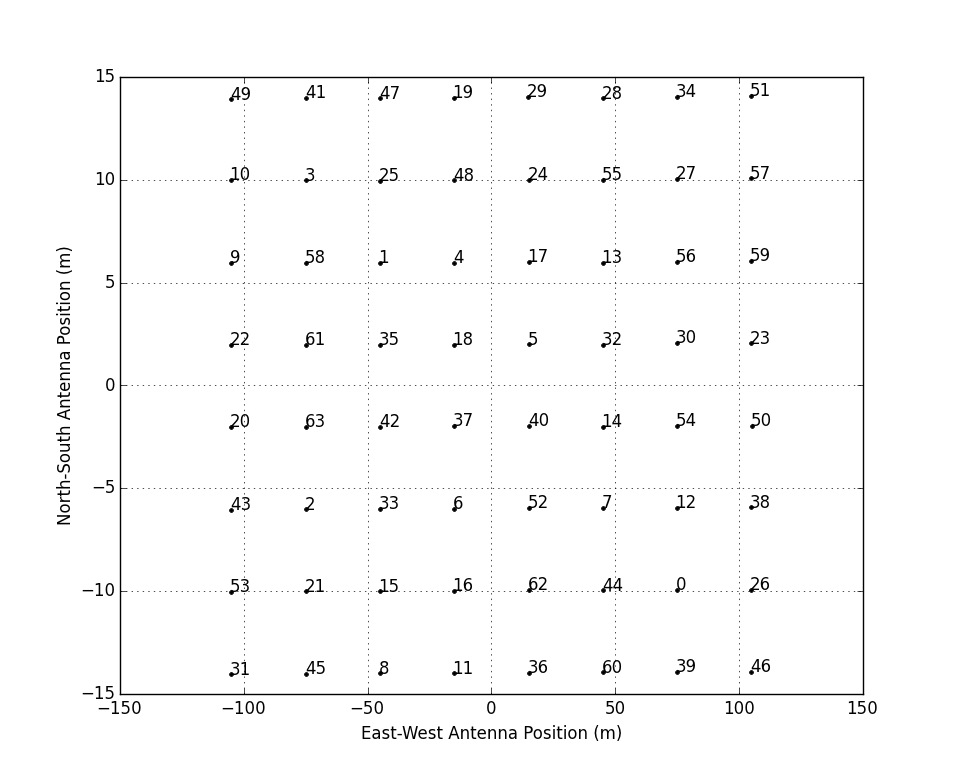 15
49 41 47 19 29 28 34 51
10 3 25 48 24 55 27 57
10
9 58 1 4 17 13 56 59
5
22 61 35 18 5 32 30 23
0
20 63 42 37 40 14 54 50
−5
43 2 33 6 52 7 12 38
53 21 15 16 62 44 0 26
−10
31 45 8 11 36 60 39 46
−15
−150 −100 −50 0 50 100 150
East-West Antenna Position (m)
North-South Antenna Position (m)